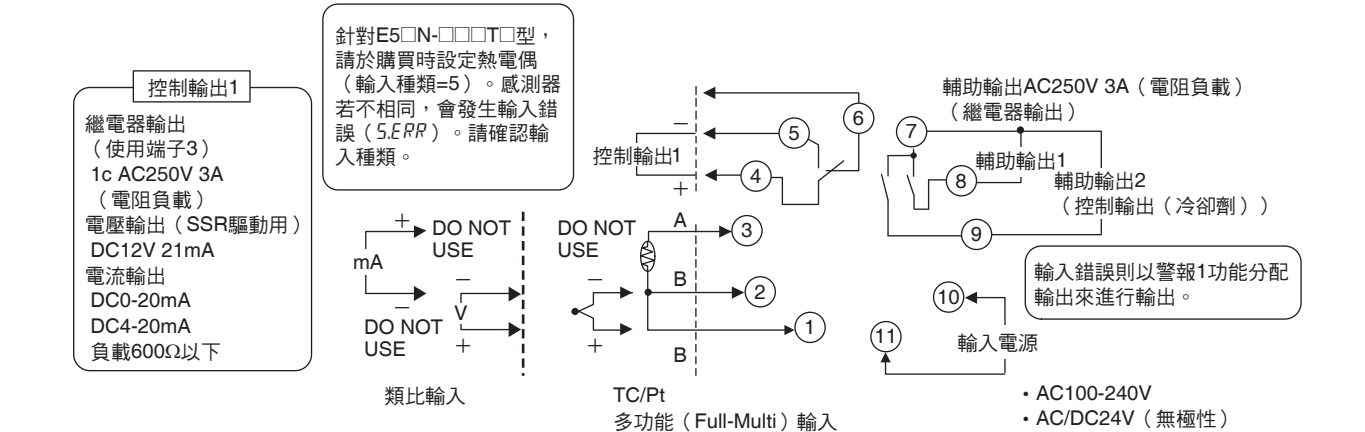 控制輸出1
繼電器輸出
（使用端子3）
1c AC250V 3A
（電阻負載）
電壓輸出（SSR驅動用）
DC12V 21mA
電流輸出
DC0-20mA
DC4-20mA
負載600Ω以下
針對E5□N-□□□T□型，
請於購買時設定熱電偶
（輸入種類=5）。感測器
若不相同，會發生輸入錯
誤（S.ERR）。請確認輸
入種類。
+
DO NOT
USE
mA
−
DO NOT
USE
−
V
+
類比輸入
DO NOT
USE
−
+
A
B
B
TC/Pt
多功能（Full-Multi）輸入
控制輸出1
−
+
6
5
4
3
2
1
輔助輸出AC250V 3A（電阻負載）
（繼電器輸出）
7
輔助輸出1
8
輔助輸出2
（控制輸出（冷卻劑））
9
輸入錯誤則以警報1功能分配
輸出來進行輸出。
10
11
輸入電源
・AC100-240V
・AC/DC24V（無極性）